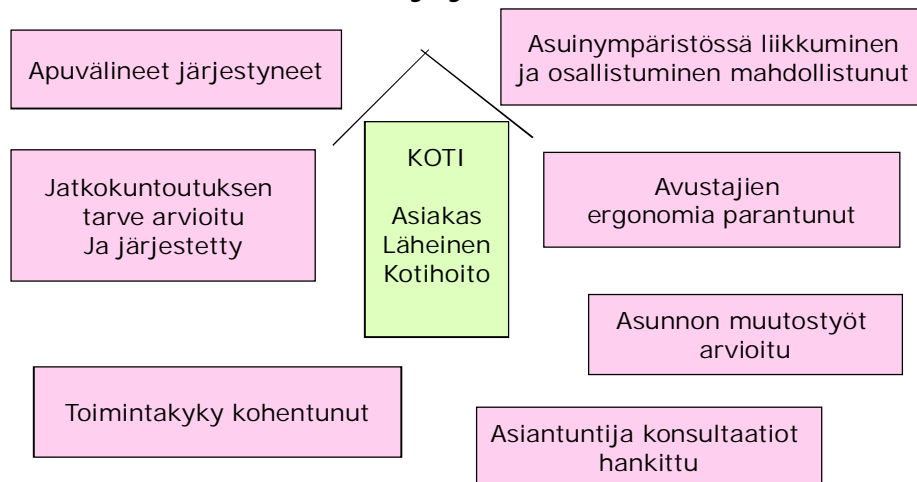 Apuvälineet järjestyneet
Asuinympäristössä liikkuminen
ja osallistuminen mahdollistunut
Jatkokuntoutuksen
tarve arvioitu
Ja järjestetty
KOTI
Asiakas
Läheinen
Kotihoito
Avustajien
ergonomia parantunut
Asunnon muutostyöt
arvioitu
Toimintakyky kohentunut
Asiantuntija konsultaatiot
hankittu